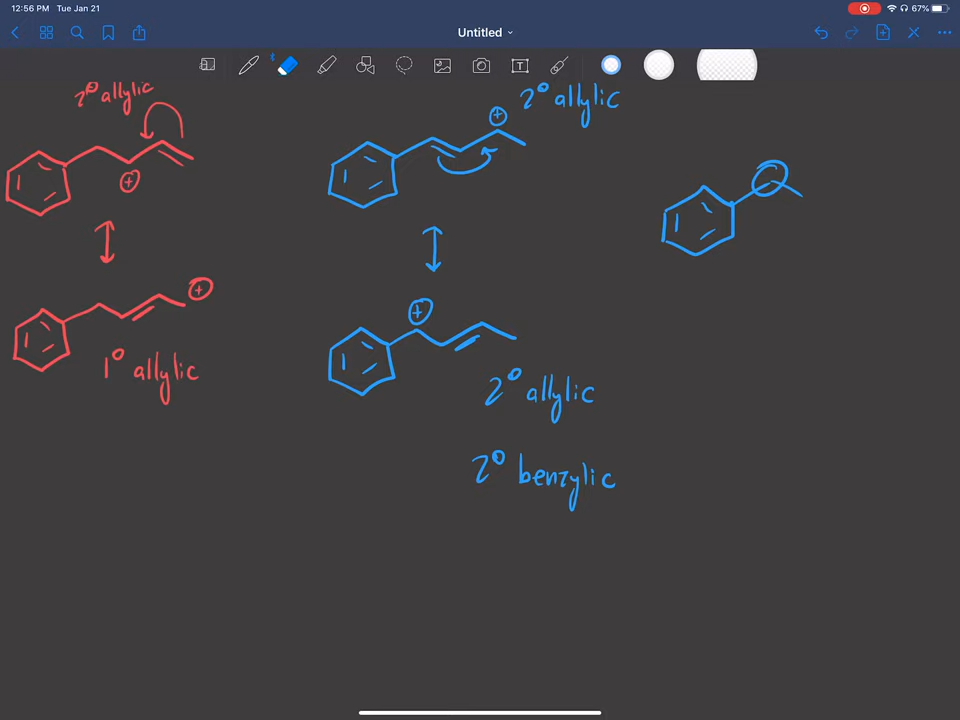 12:56 PM Tue Jan 21
67%
Untitled
2° allylic
2° allylic
+
+
+
+
1° allylic
2° allylic
2° benzylic